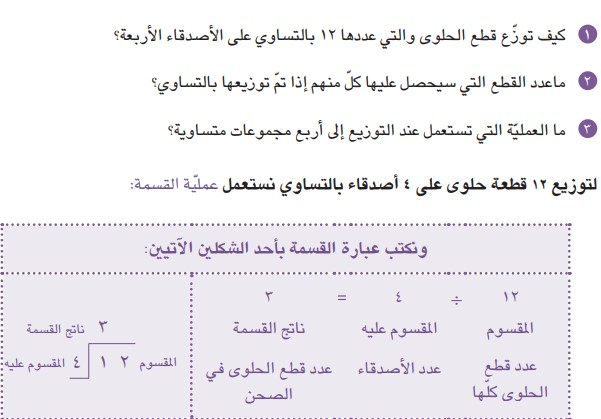 ١ كيف توزّع قطع الحلوى والتي عددها ١٢ بالتساوي على الأصدقاء الأربعة؟
٢ ماعدد القطع التي سيحصل عليها كلّ منهم إذا تمّ توزيعها بالتساوي؟
٣ ما العمليّة التي تستعمل عند التوزيع إلى أربع مجموعات متساوية؟
لتوزيع ١٢ قطعة حلوى على ٤ أصدقاء بالتساوي نستعمل عمليّة القسمة:
ونكتب عبارة القسمة بأحد الشكلين الآتيين:
١٢ ÷ ٤ = ٣
المقسوم المقسوم عليه ناتج القسمة
عدد قطع الحلوى كلّها
عدد الأصدقاء
عدد قطع الحلوى في الصحن
٣ ناتج القسمة
المقسوم ١٢ ٤ المقسوم عليه